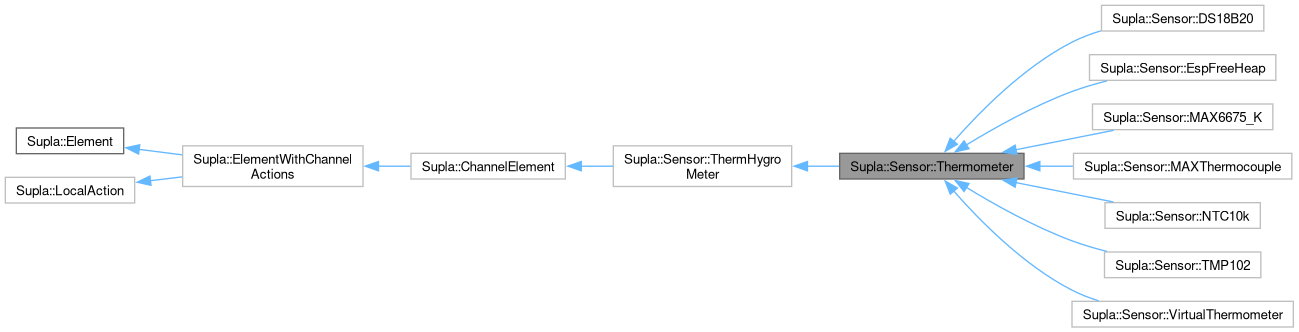 Supla::Element
Supla::LocalAction
Supla::ElementWithChannel
Actions
Supla::ChannelElement
Supla::Sensor::ThermHygro
Meter
Supla::Sensor::Thermometer
Supla::Sensor::DS18B20
Supla::Sensor::EspFreeHeap
Supla::Sensor::MAX6675_K
Supla::Sensor::MAXThermocouple
Supla::Sensor::NTC10k
Supla::Sensor::TMP102
Supla::Sensor::VirtualThermometer